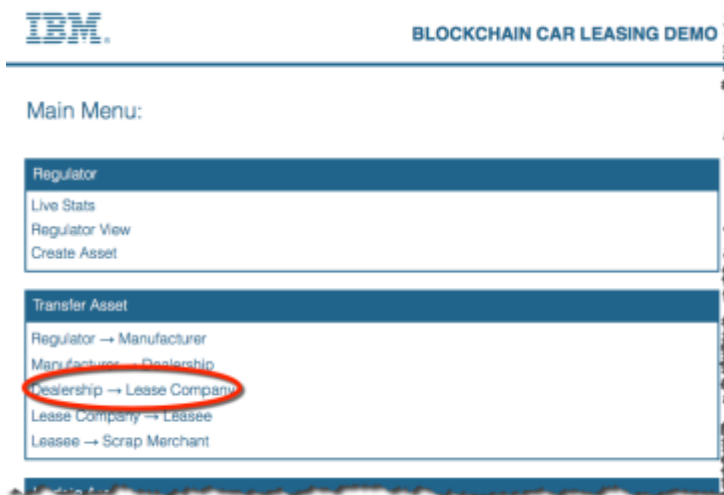 IBM.
BLOCKCHAIN CAR LEASING DEMO
Main Menu:
Regulator
Live Stats
Regulator View
Create Asset
Transfer Asset
Regulator → Manufacturer
Manufacturer → Dealership
Dealership → Lease Company
Lease Company → Leasee
Leasee → Scrap Merchant